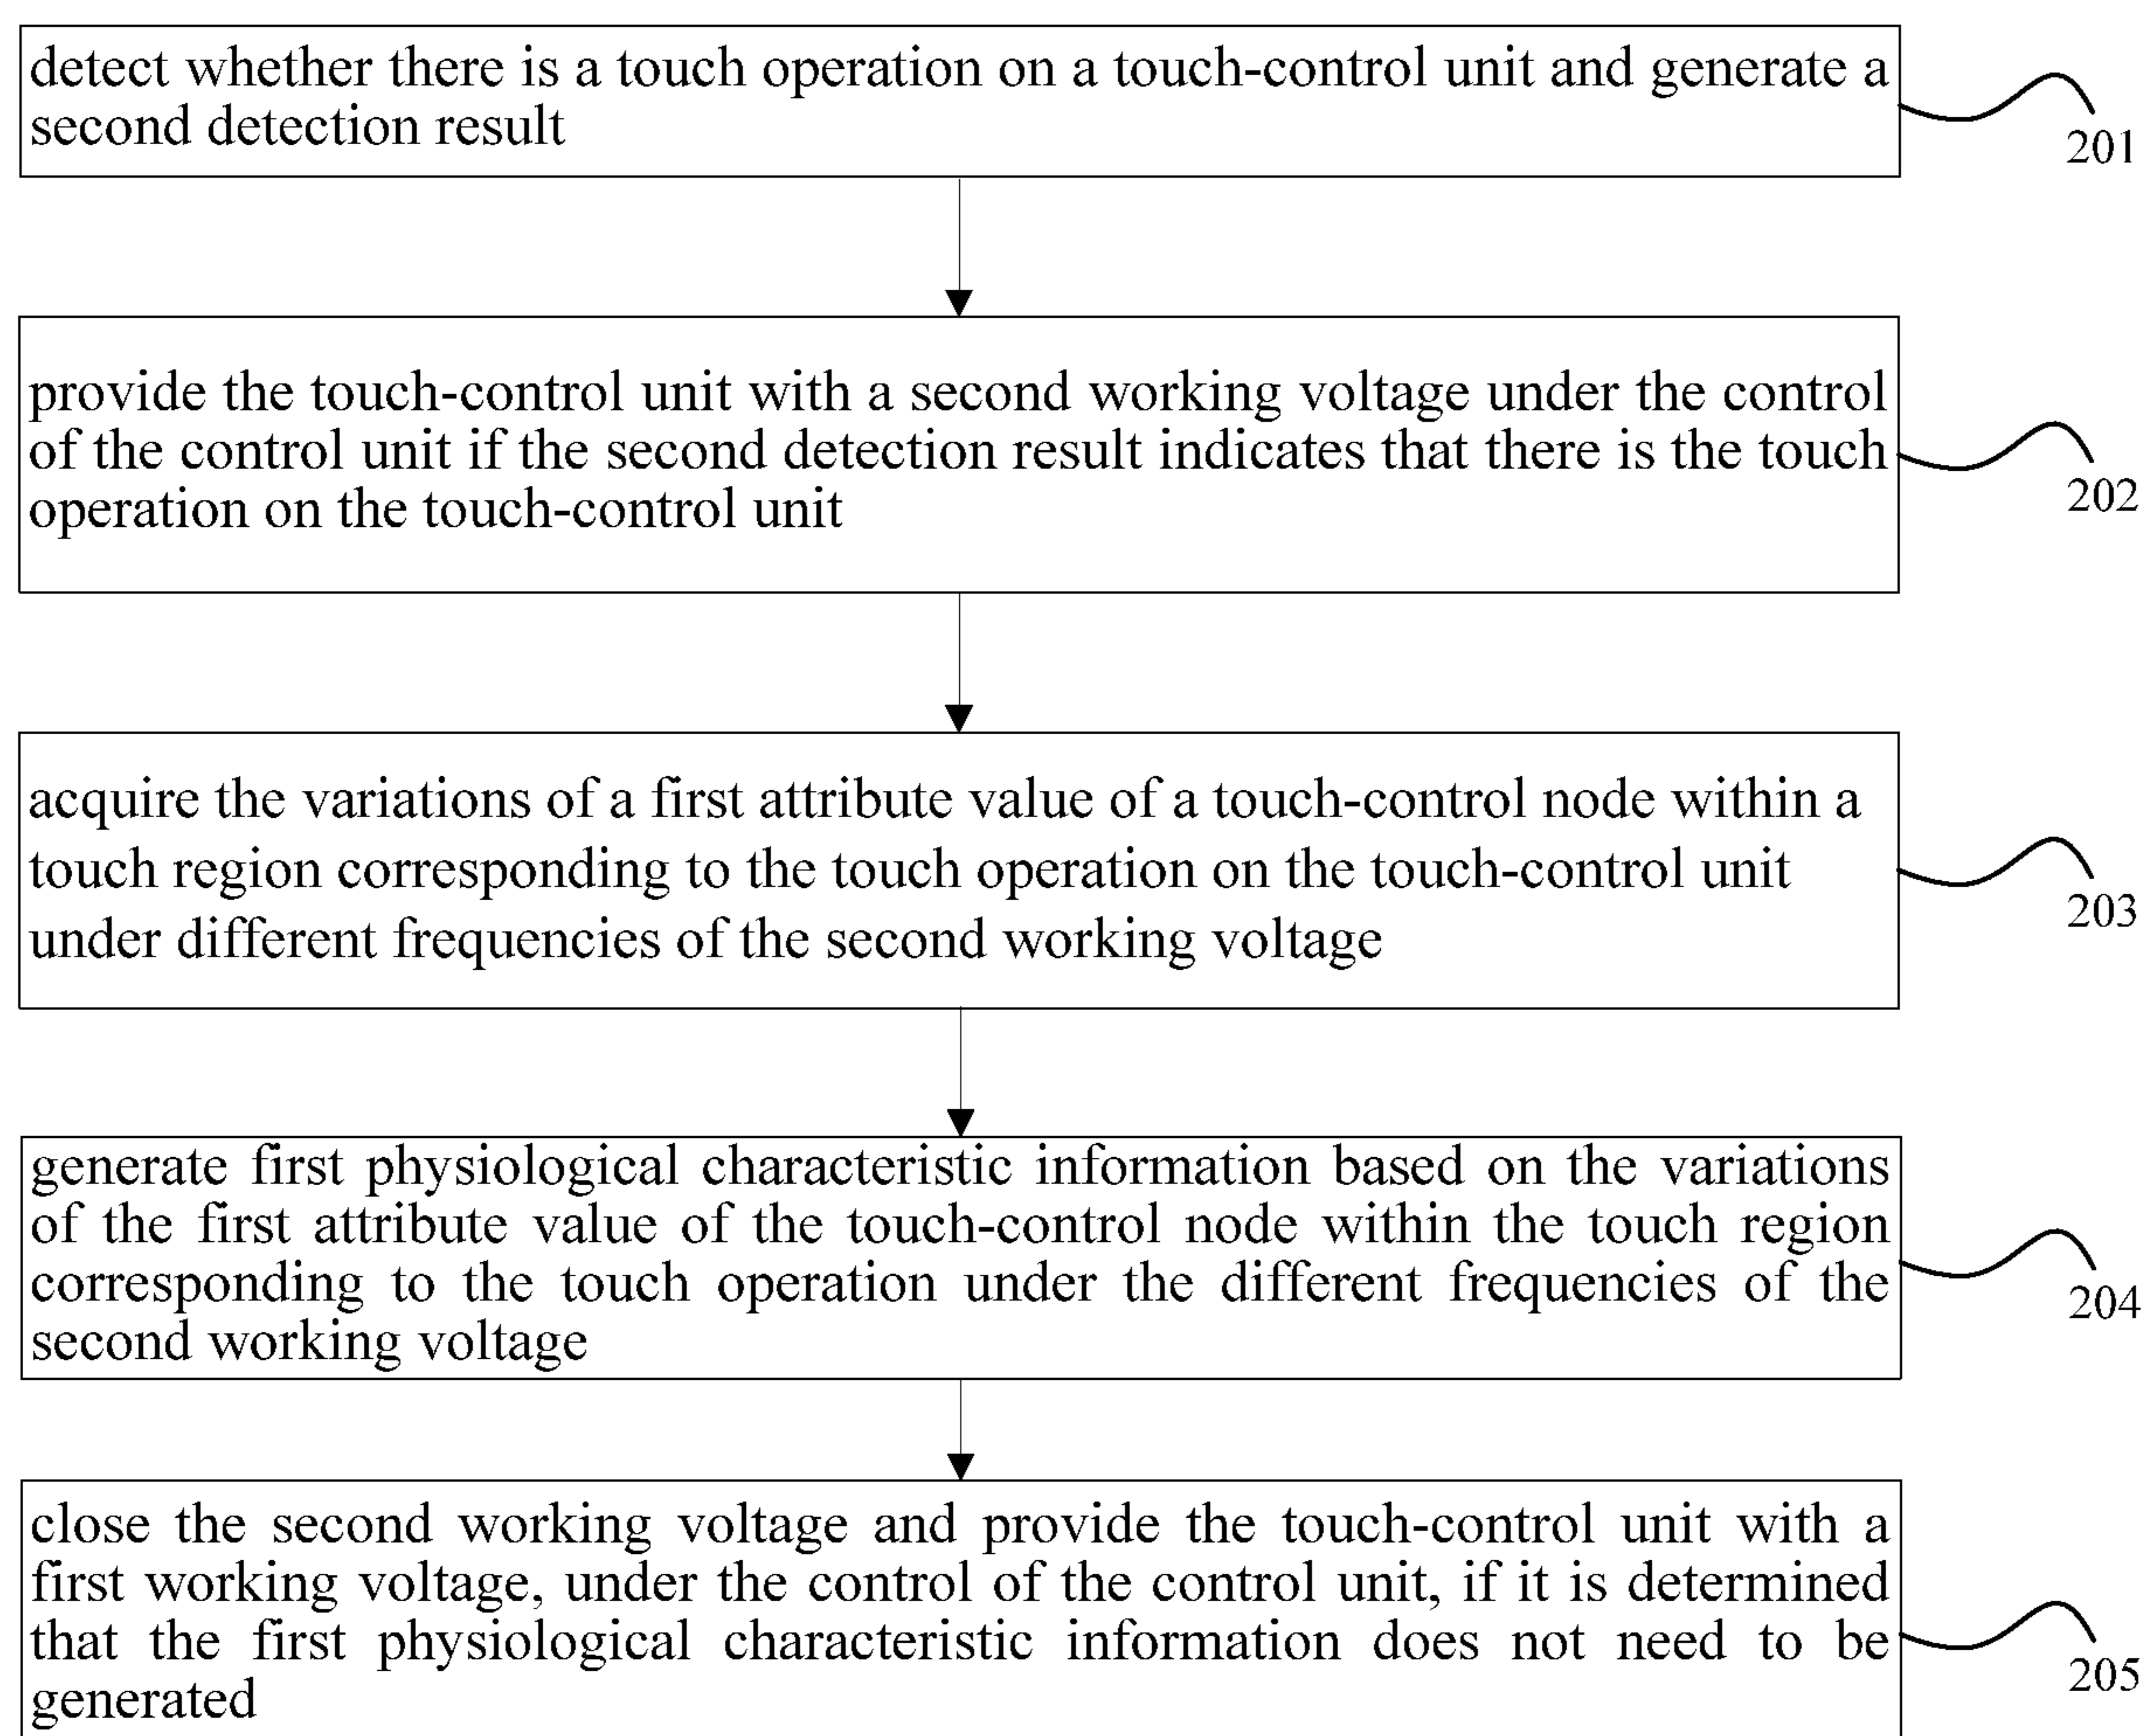 detect whether there is a touch operation on a touch-control unit and generate a
second detection result
201
provide the touch-control unit with a second working voltage under the control
of the control unit if the second detection result indicates that there is the touch
operation on the touch-control unit
202
acquire the variations of a first attribute value of a touch-control node within a
touch region corresponding to the touch operation on the touch-control unit
under different frequencies of the second working voltage
203
generate first physiological characteristic information based on the variations
of the first attribute value of the touch-control node within the touch region
corresponding to the touch operation under the different frequencies of the
second working voltage
204
close the second working voltage and provide the touch-control unit with a
first working voltage, under the control of the control unit, if it is determined
that the first physiological characteristic information does not need to be
generated
205